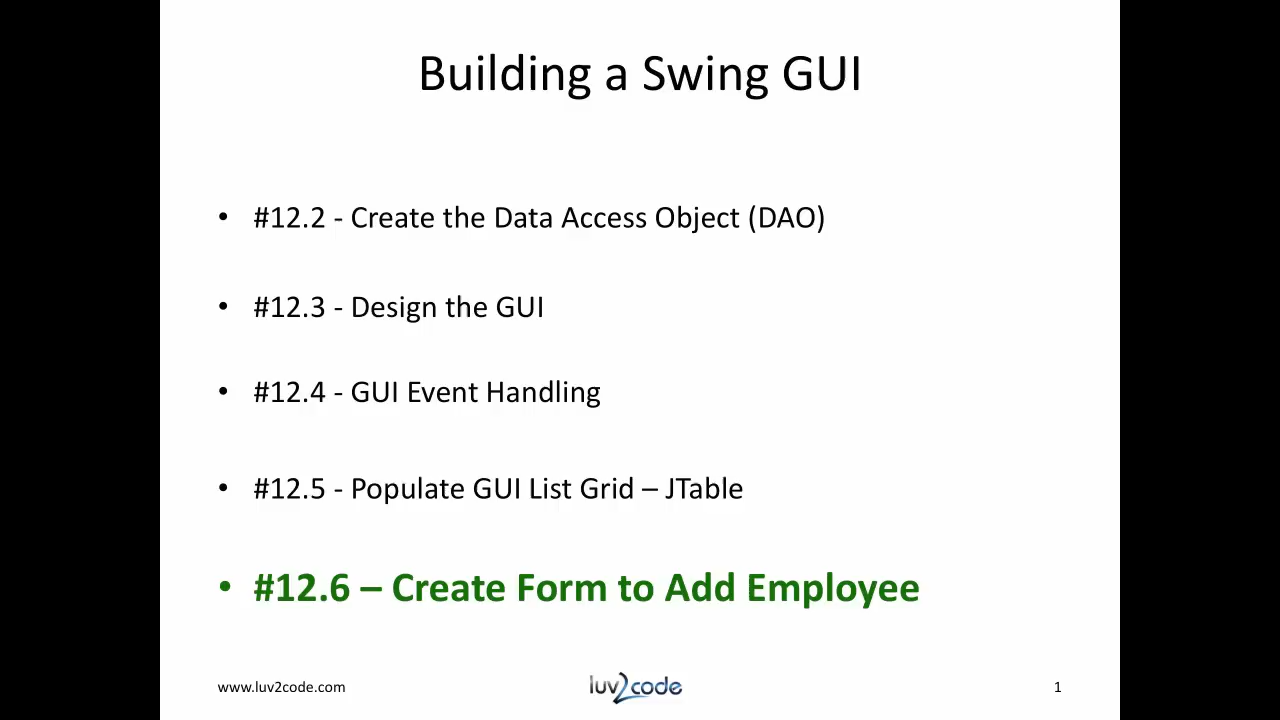 Building a Swing GUI
• #12.2 - Create the Data Access Object (DAO)
• #12.3 - Design the GUI
• #12.4 - GUI Event Handling
• #12.5 - Populate GUI List Grid – JTable
• #12.6 – Create Form to Add Employee
www.luv2code.com
luv2code
1